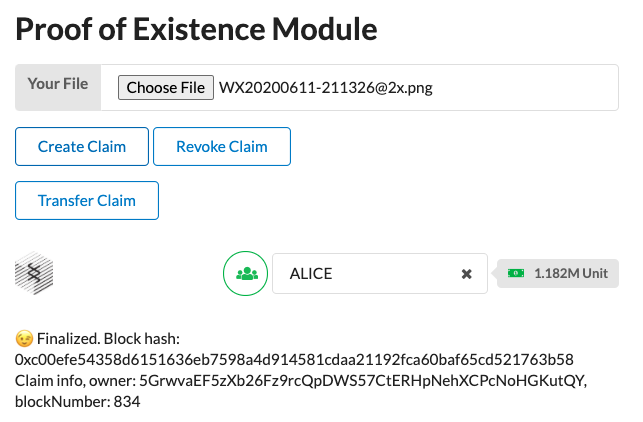 Proof of Existence Module
Your File
Choose File WX20200611-211326@2x.png
Create Claim
Revoke Claim
Transfer Claim
ALICE
1.182M Unit
😉 Finalized. Block hash:
0xc00efe54358d6151636eb7598a4d914581cdaa21192fca60baf65cd521763b58
Claim info, owner: 5GrwvaEF5zXb26Fz9rcQpDWS57CtERHpNehXCPcNoHGKutQY,
blockNumber: 834